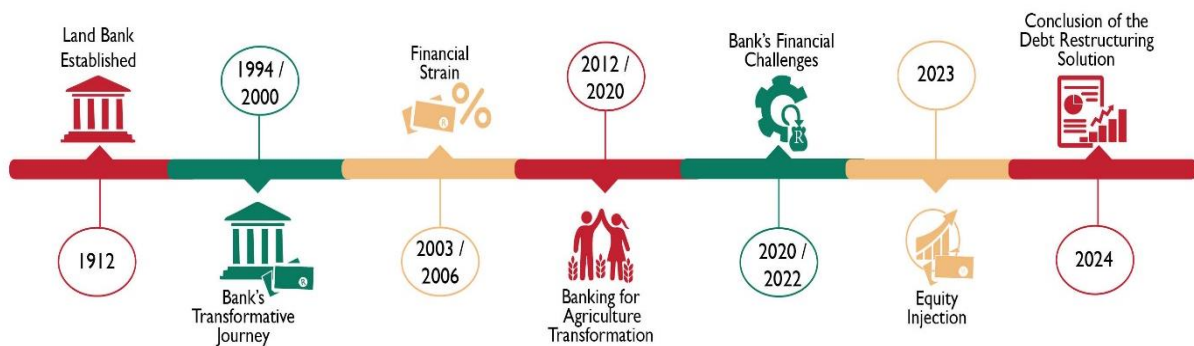 Land Bank
Established
1912
1994 /
2000
Bank's
Transformative
Journey
Financial
Strain
2003 /
2006
2012 /
2020
Banking for
Agriculture
Transformation
Bank's Financial
Challenges
R
2020 /
2022
2023
Equity
Injection
Conclusion of the
Debt Restructuring
Solution
2024